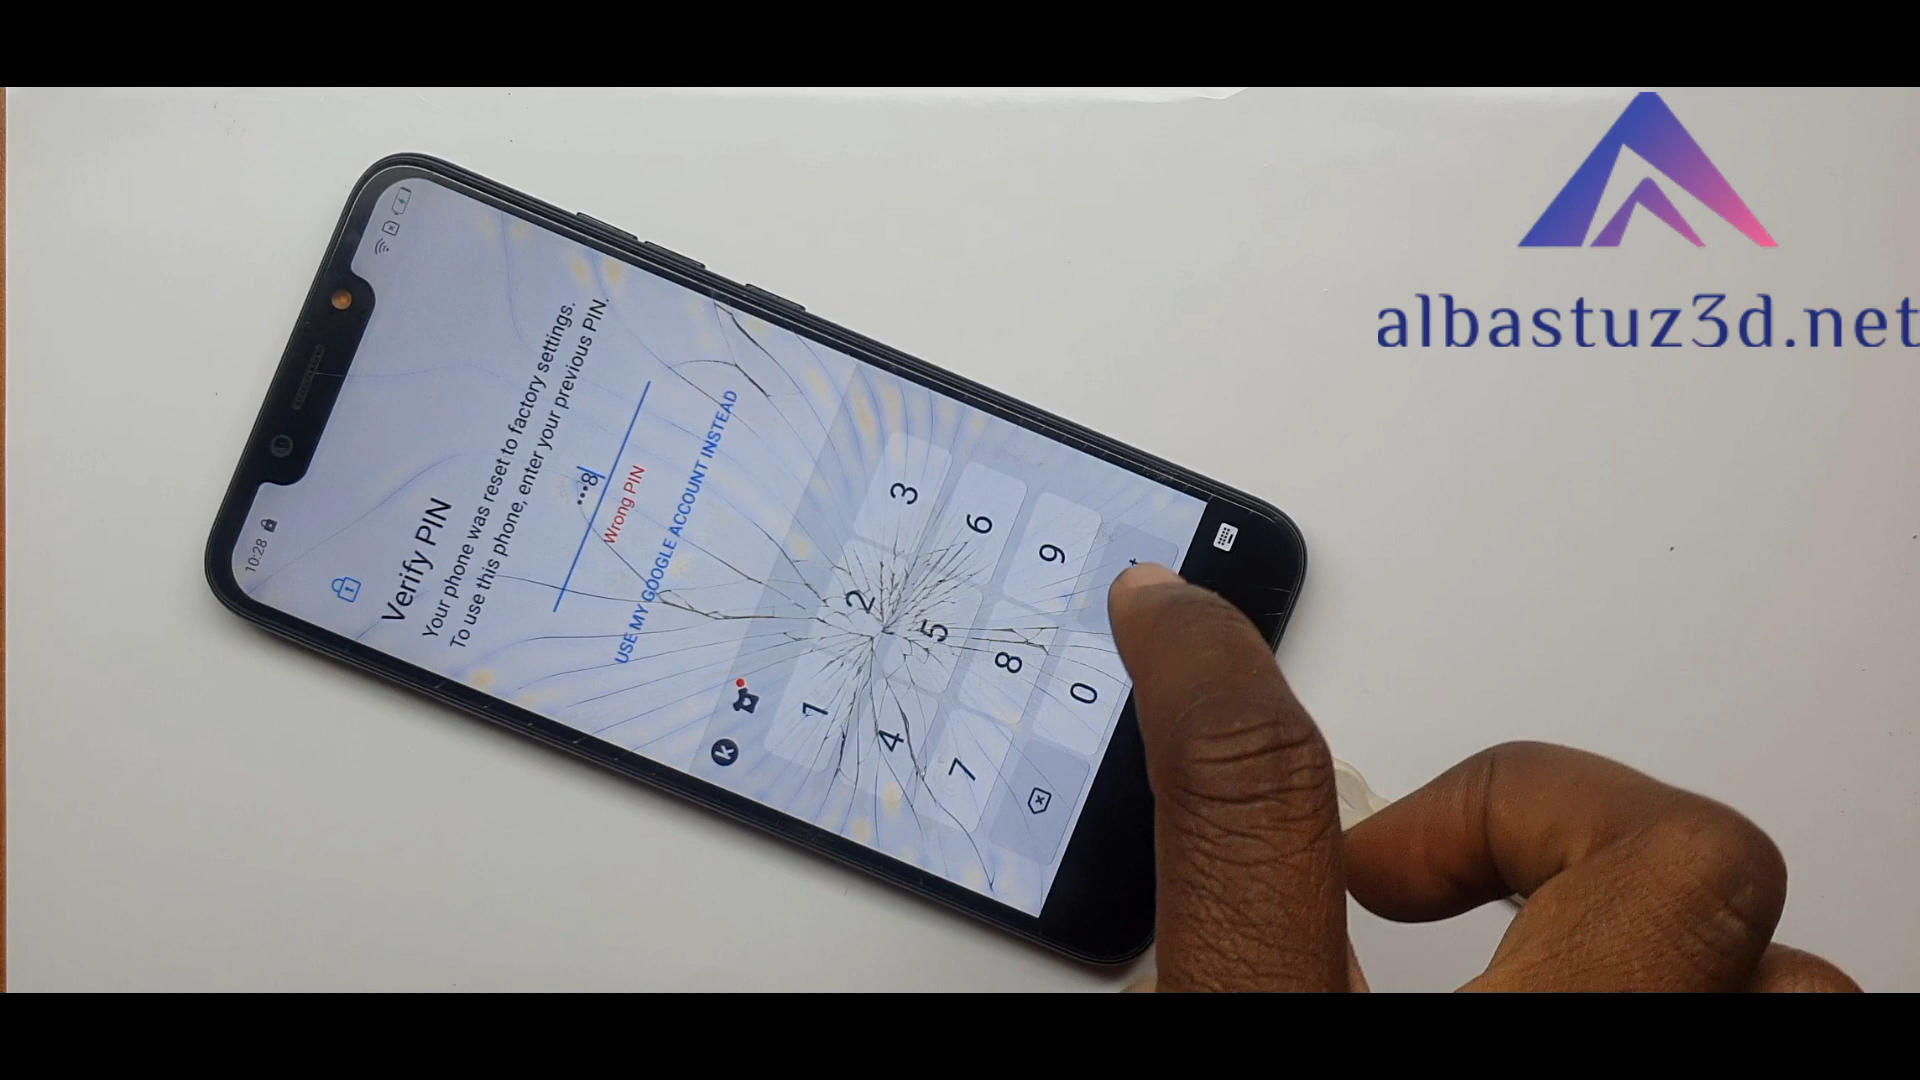 albastuz3d.net
10:28
Verify PIN
Your phone was reset to factory settings.
To use this phone, enter your previous PIN.
•••8
Wrong PIN
USE MY GOOGLE ACCOUNT INSTEAD
k
1 2 3
4 5 6
7 8 9
0